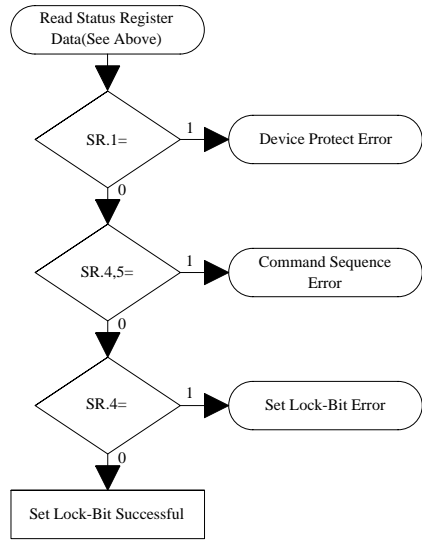 Read Status Register
Data(See Above)
SR.1=
1
Device Protect Error
0
SR.4,5=
1
Command Sequence
Error
0
SR.4=
1
Set Lock-Bit Error
0
Set Lock-Bit Successful